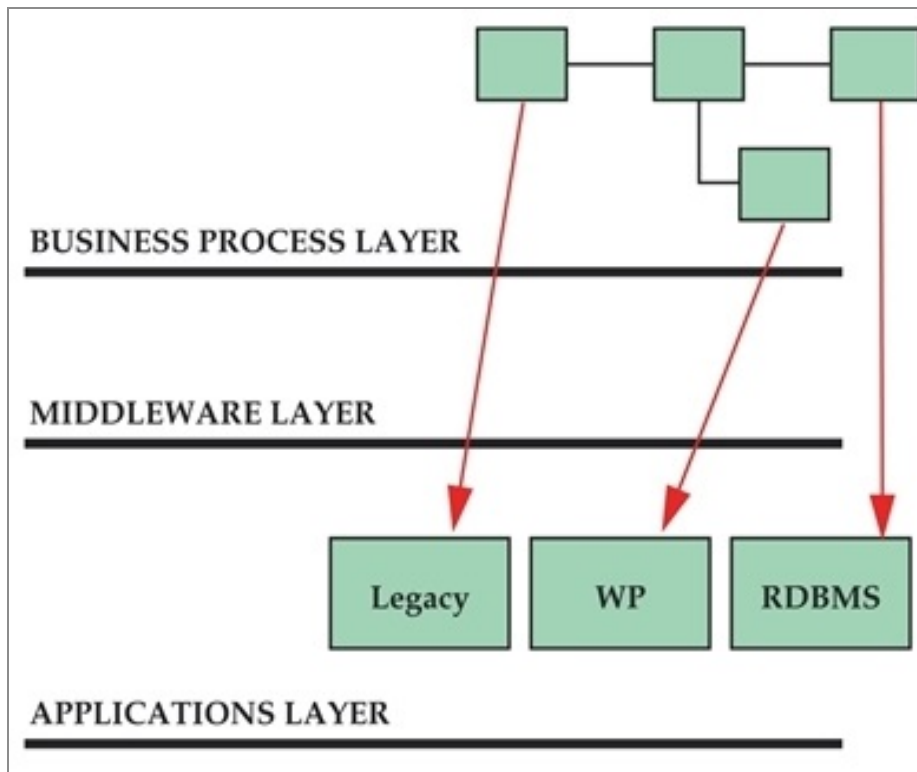 BUSINESS PROCESS LAYER
MIDDLEWARE LAYER
Legacy WP RDBMS
APPLICATIONS LAYER